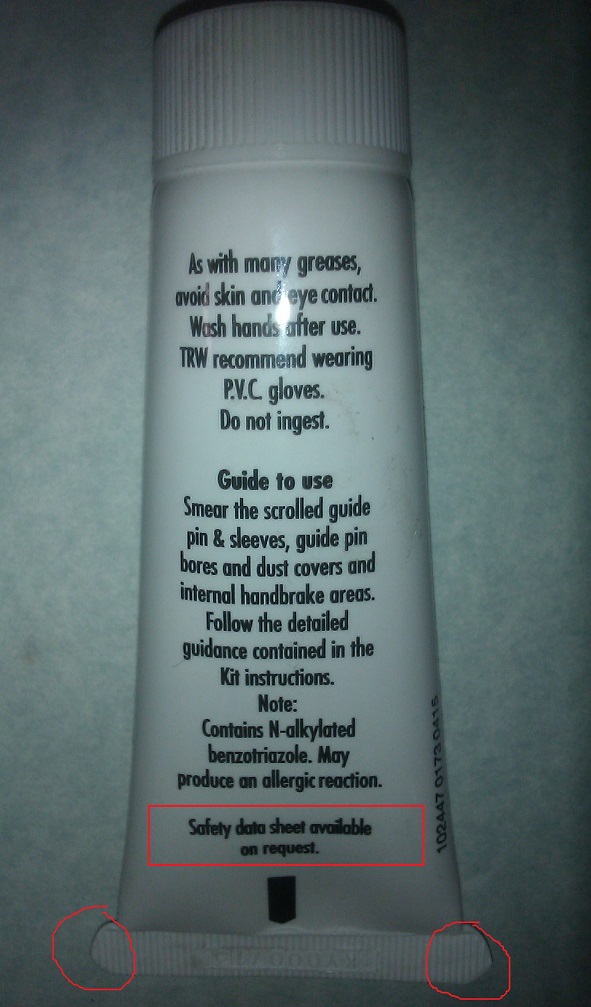 As with many greases,
avoid skin and eye contact.
Wash hands after use.
TRW recommend wearing
P.V.C. gloves.
Do not ingest.
Guide to use
Smear the scrolled guide
pin & sleeves, guide pin
bores and dust covers and
internal handbrake areas.
Follow the detailed
guidance contained in the
Kit instructions.
Note:
Contains N-alkylated
benzotriazole. May
produce an allergic reaction.
Safety data sheet available
on request.
102447 0173 0415